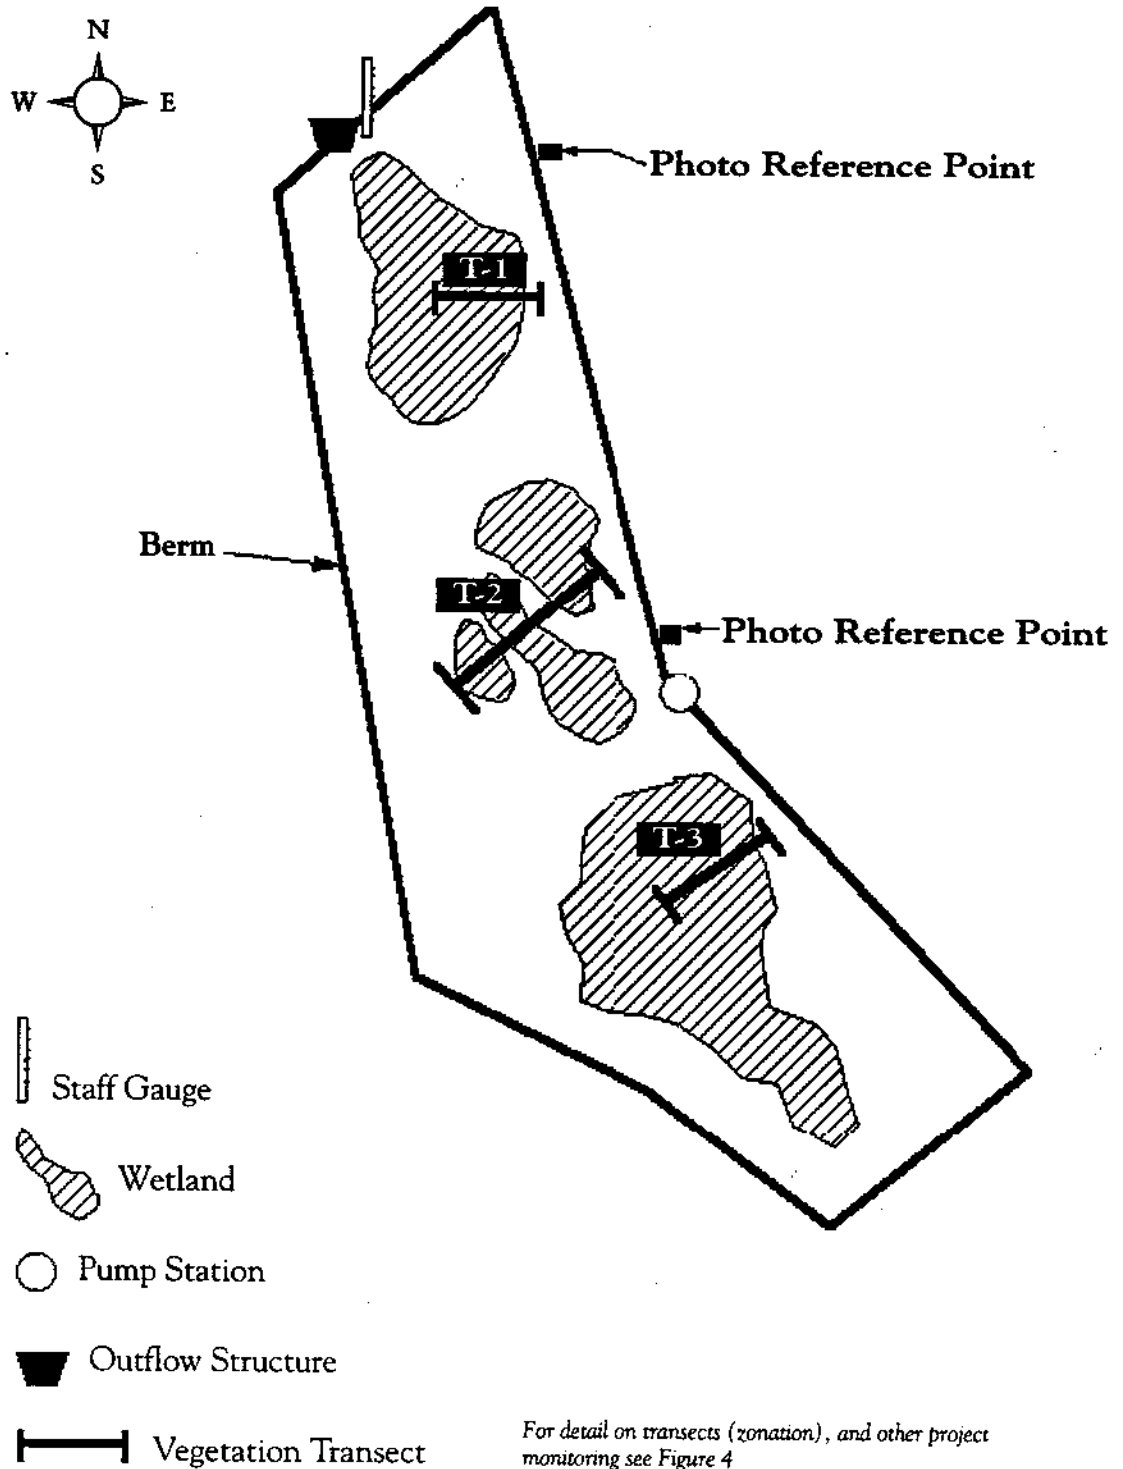 N
W E
S
Photo Reference Point
T-1
Berm
T-2
Photo Reference Point
T-3
Staff Gauge
Wetland
Pump Station
Outflow Structure
Vegetation Transect
For detail on transects (zonation), and other project
monitoring see Figure 4